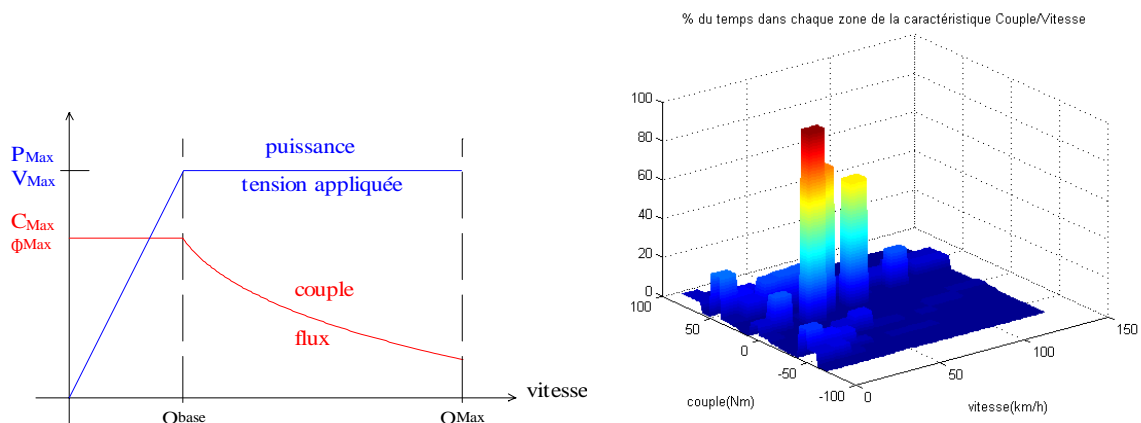 PMax
VMax
CMax
ϕMax
puissance
tension appliquée
couple
flux
vitesse
Ωbase
ΩMax
% du temps dans chaque zone de la caractéristique Couple/Vitesse
100
80
60
40
20
0
100
50
0
-50
-100
0
50
100
150
couple(Nm)
vitesse(km/h)